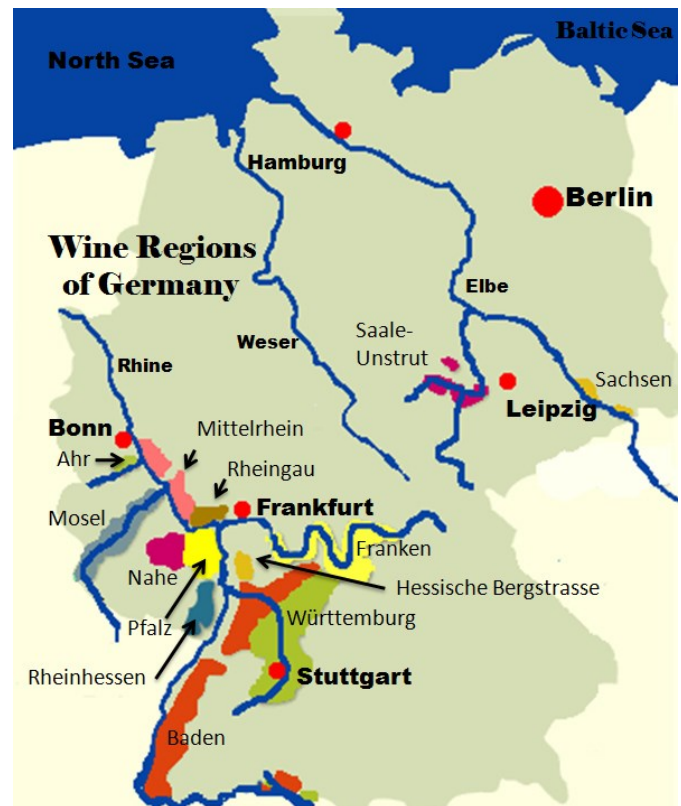 Baltic Sea
North Sea
Hamburg
Berlin
Wine Regions
of Germany
Elbe
Saale-
Unstrut
Weser
Rhine
Sachsen
Leipzig
Bonn
Mittelrhein
Ahr
Rheingau
Frankfurt
Mosel
Franken
Nahe
Hessische Bergstrasse
Württemburg
Pfalz
Rheinhessen
Stuttgart
Baden